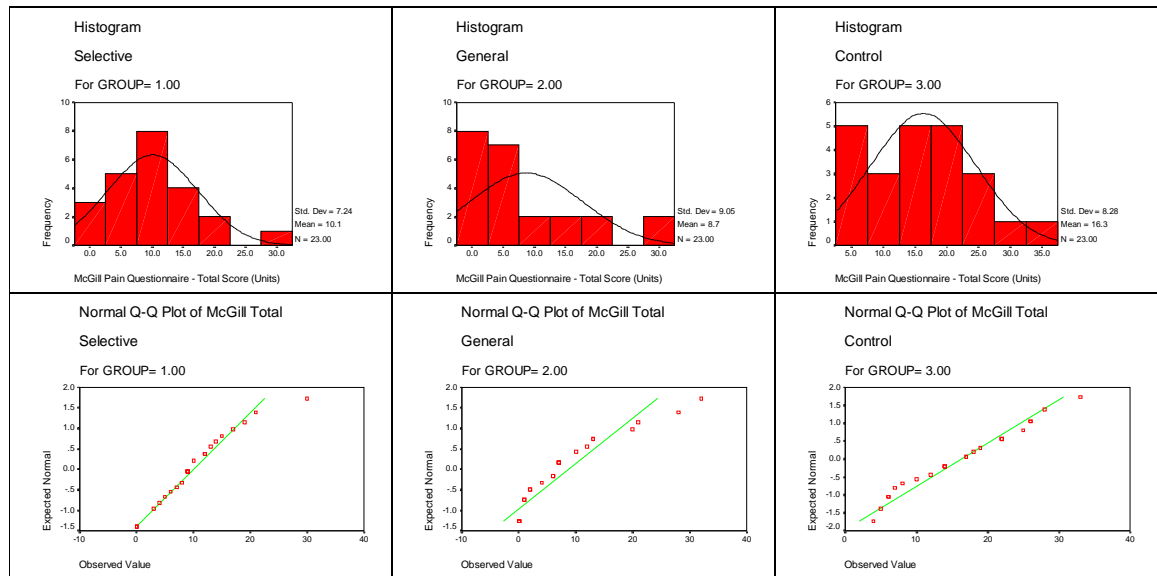 Histogram
Selective
For GROUP= 1.00
10
8
6
4
2
0
Frequency
0.0 5.0 10.0 15.0 20.0 25.0 30.0
Std. Dev = 7.24
Mean = 10.1
N = 23.00
McGill Pain Questionnaire - Total Score (Units)
Histogram
General
For GROUP= 2.00
10
8
6
4
2
0
Frequency
0.0 5.0 10.0 15.0 20.0 25.0 30.0
Std. Dev = 9.05
Mean = 8.7
N = 23.00
McGill Pain Questionnaire - Total Score (Units)
Histogram
Control
For GROUP= 3.00
6
5
4
3
2
1
0
Frequency
5.0 10.0 15.0 20.0 25.0 30.0 35.0
Std. Dev = 8.28
Mean = 16.3
N = 23.00
McGill Pain Questionnaire - Total Score (Units)
Normal Q-Q Plot of McGill Total
Selective
For GROUP= 1.00
2.0
1.5
1.0
.5
0.0
-.5
-1.0
-1.5
Expected Normal
-10 0 10 20 30 40
Observed Value
Normal Q-Q Plot of McGill Total
General
For GROUP= 2.00
2.0
1.5
1.0
.5
0.0
-.5
-1.0
-1.5
Expected Normal
-10 0 10 20 30 40
Observed Value
Normal Q-Q Plot of McGill Total
Control
For GROUP= 3.00
2.0
1.5
1.0
.5
0.0
-.5
-1.0
-1.5
-2.0
Expected Normal
0 10 20 30 40
Observed Value